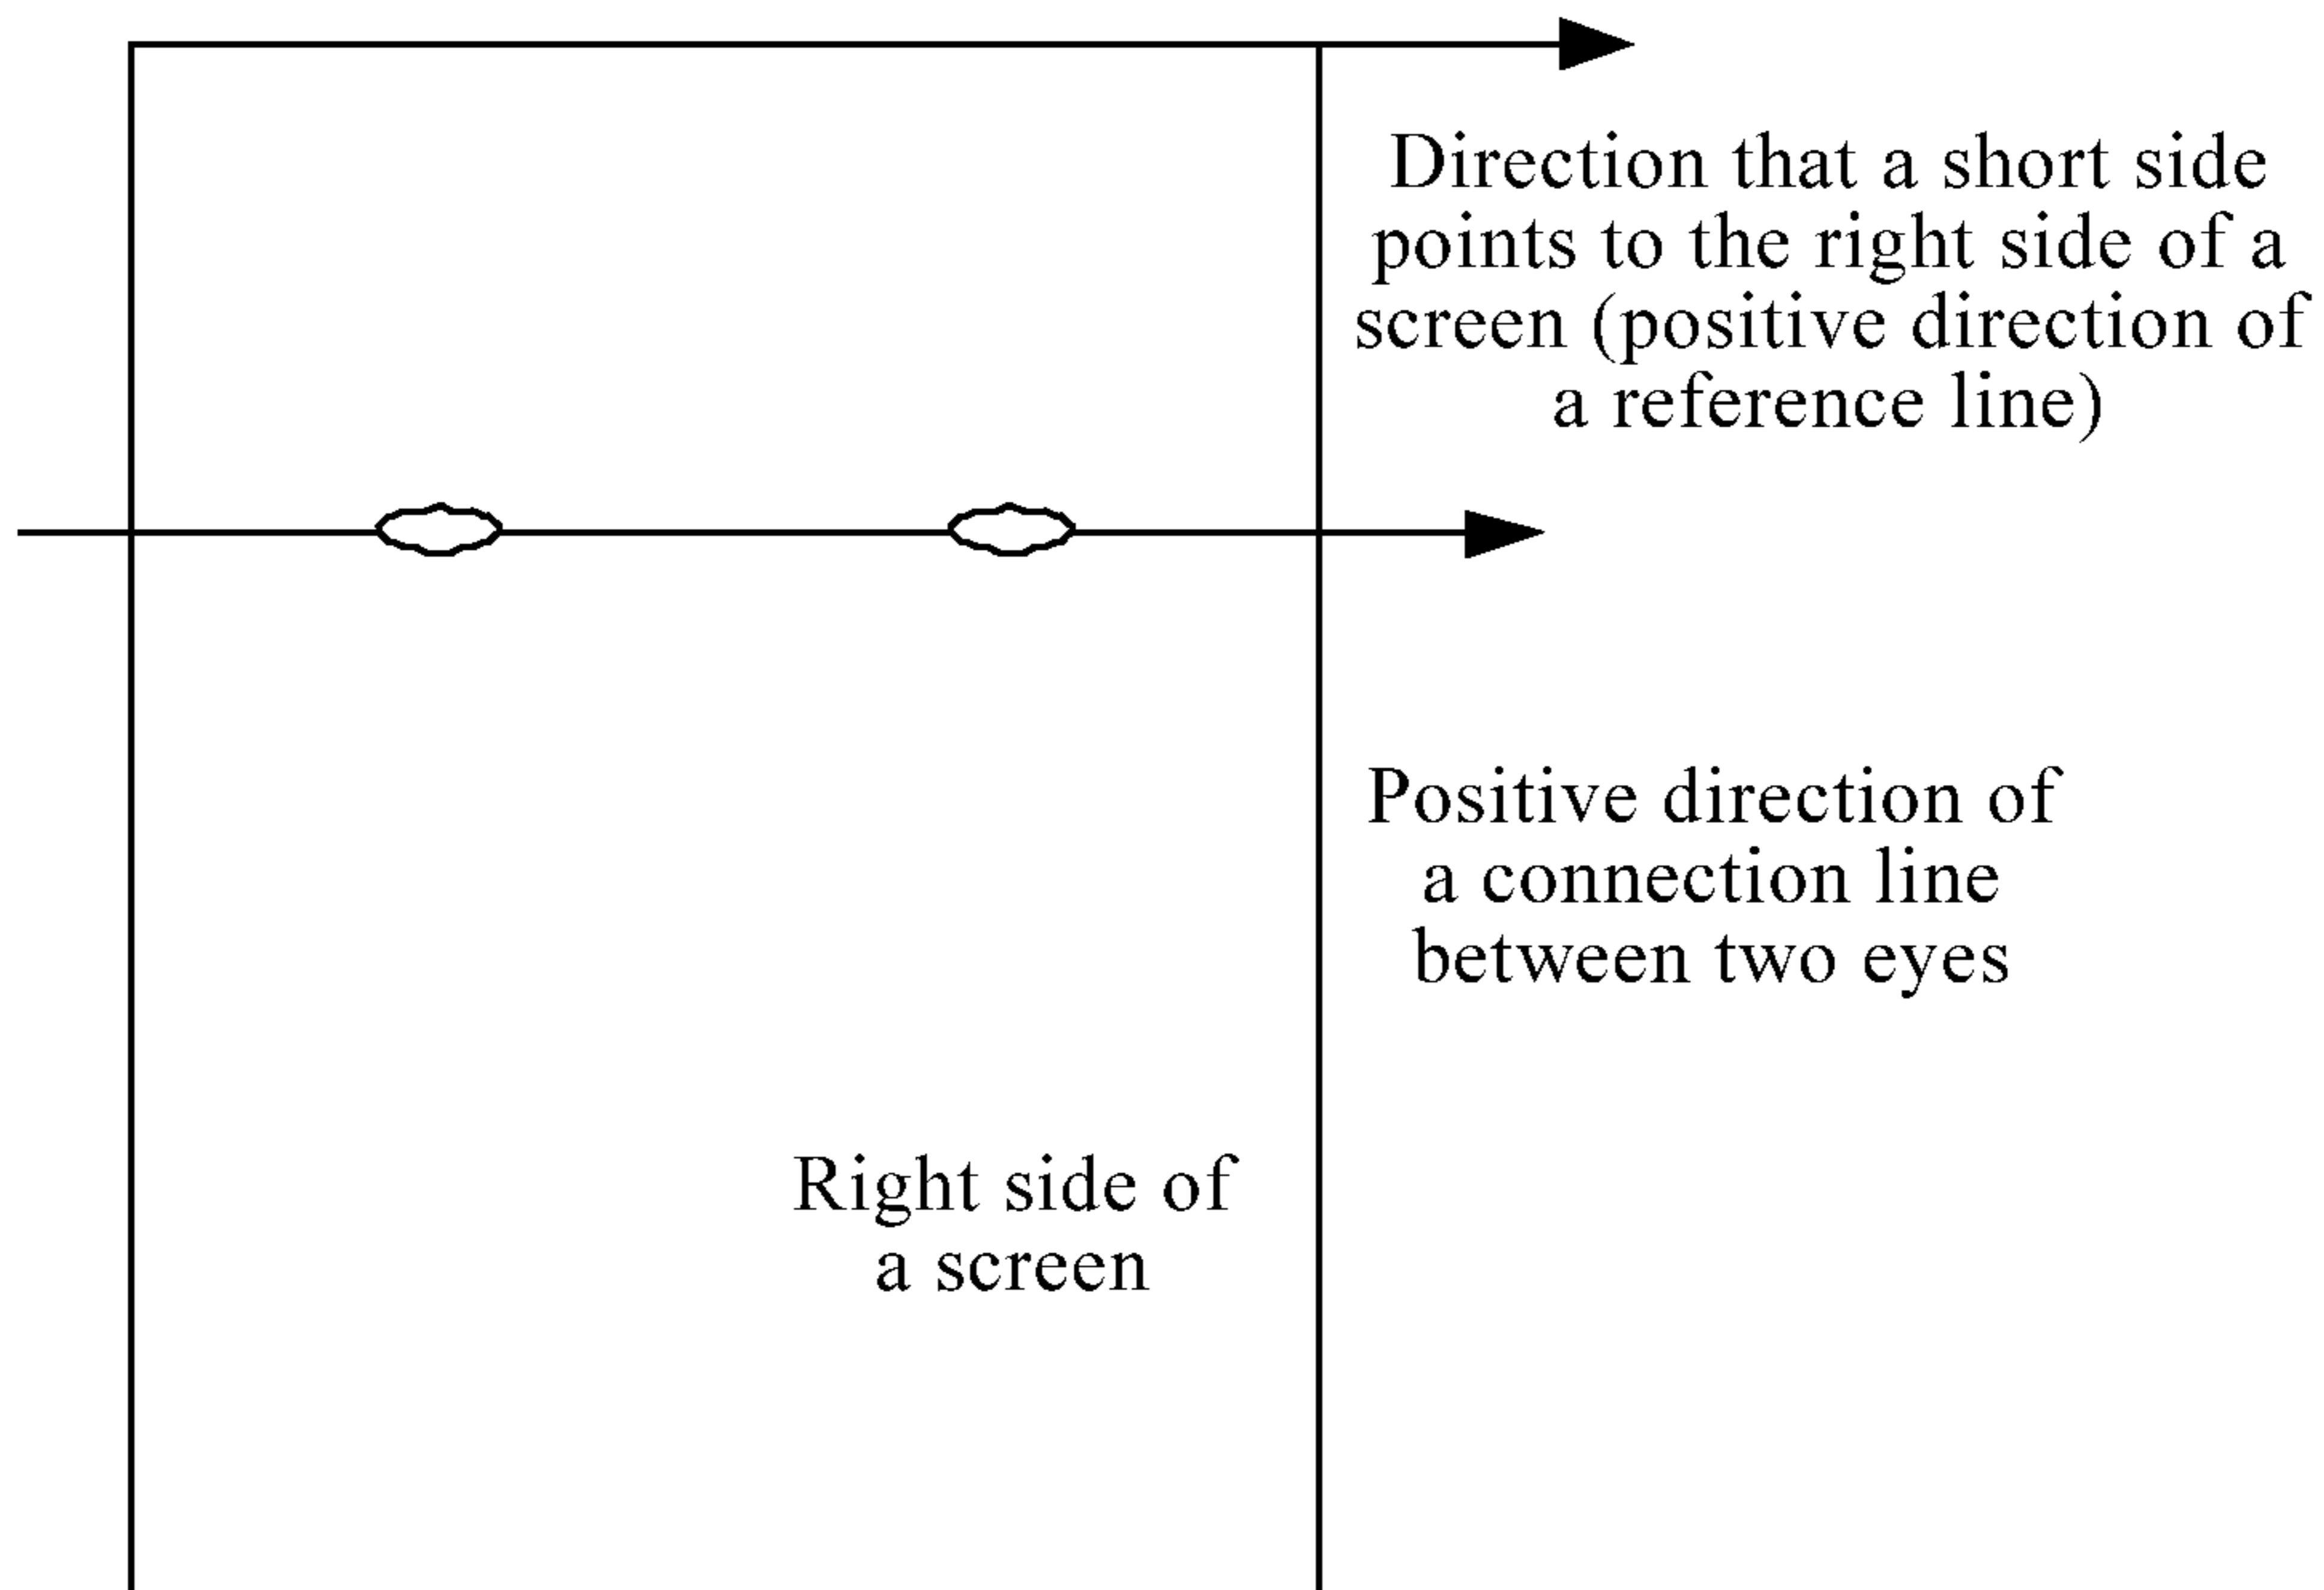 Direction that a short side
points to the right side of a
screen (positive direction of
a reference line)
Positive direction of
a connection line
between two eyes
Right side of
a screen